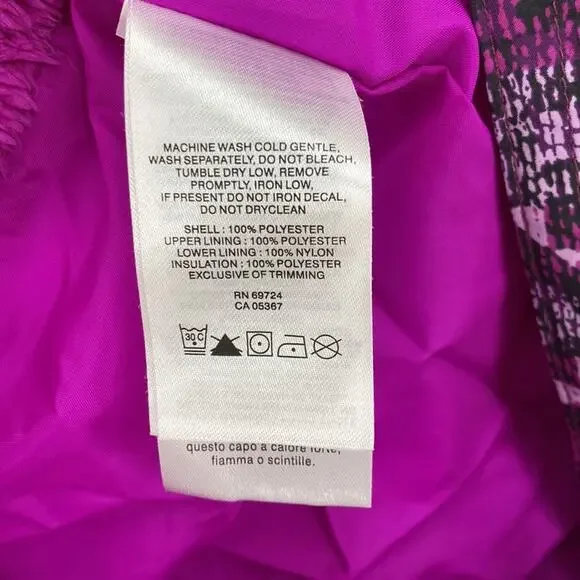 MACHINE WASH COLD GENTLE,
WASH SEPARATELY, DO NOT BLEACH,
TUMBLE DRY LOW, REMOVE
PROMPTLY, IRON LOW,
IF PRESENT DO NOT IRON DECAL,
DO NOT DRYCLEAN
SHELL : 100% POLYESTER
UPPER LINING : 100% POLYESTER
LOWER LINING : 100% NYLON
INSULATION : 100% POLYESTER
EXCLUSIVE OF TRIMMING
RN 69724
CA 05367
30 C
questo capo a calore forte,
fiamma o scintille.